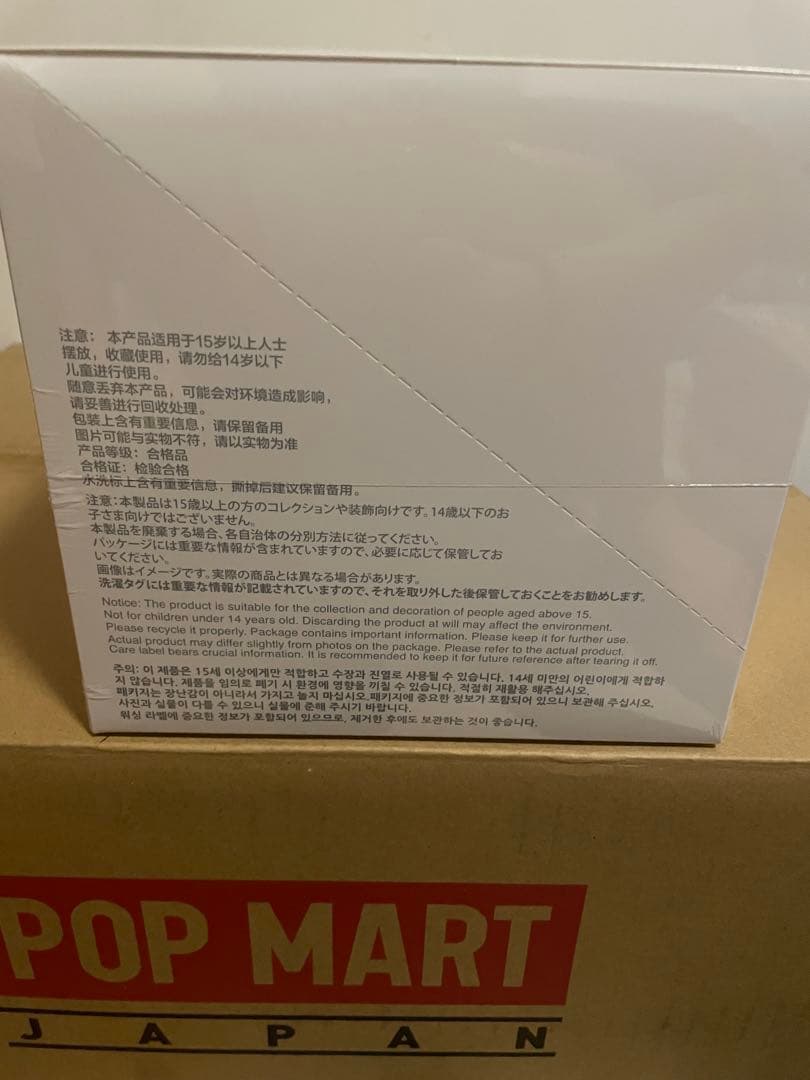 注意： 本产品适用于15岁以上人士
摆放，收藏使用，请勿给14岁以下
儿童进行使用。
随意丢弃本产品，可能会对环境造成影响，
请妥善进行回收处理。
包装上含有重要信息，请保留备用
图片可能与实物不符，请以实物为准
产品等级：合格品
合格证：检验合格
水洗标上含有重要信息，撕掉后建议保留备用。
注意：本製品は15歳以上の方のコレクションや装飾向けです。14歳以下のお
子さま向けではございません。
本製品を廃棄する場合、各自治体の分別方法に従ってください。
パッケージには重要な情報が含まれていますので、必要に応じて保管してお
いてください。
画像はイメージです。実際の商品とは異なる場合があります。
洗濯タグには重要な情報が記載されていますので、それを取り外した後保管しておくことをお勧めします。
Notice: The product is suitable for the collection and decoration of people aged above 15.
Not for children under 14 years old. Discarding the product at will may affect the environment.
Please recycle it properly. Package contains important information. Please keep it for further use.
Actual product may differ slightly from photos on the package. Please refer to the actual product.
Care label bears crucial information. It is recommended to keep it for future reference after tearing it off.
주의: 이 제품은 15세 이상에게만 적합하고 수장과 진열로 사용될 수 있습니다. 14세 미만의 어린이에게 적합하
지 않습니다. 제품을 임의로 폐기 시 환경에 영향을 끼칠 수 있습니다. 적절히 재활용 해주십시오.
패키지는 장난감이 아니라서 가지고 놀지 마십시오.패키지에 중요한 정보가 포함되어 있으니 보관해 주십시오.
사진과 실물이 다를 수 있으니 실물에 준해 주시기 바랍니다.
워싱 라벨에 중요한 정보가 포함되어 있으므로, 제거한 후에도 보관하는 것이 좋습니다.
POP MART
JAPAN